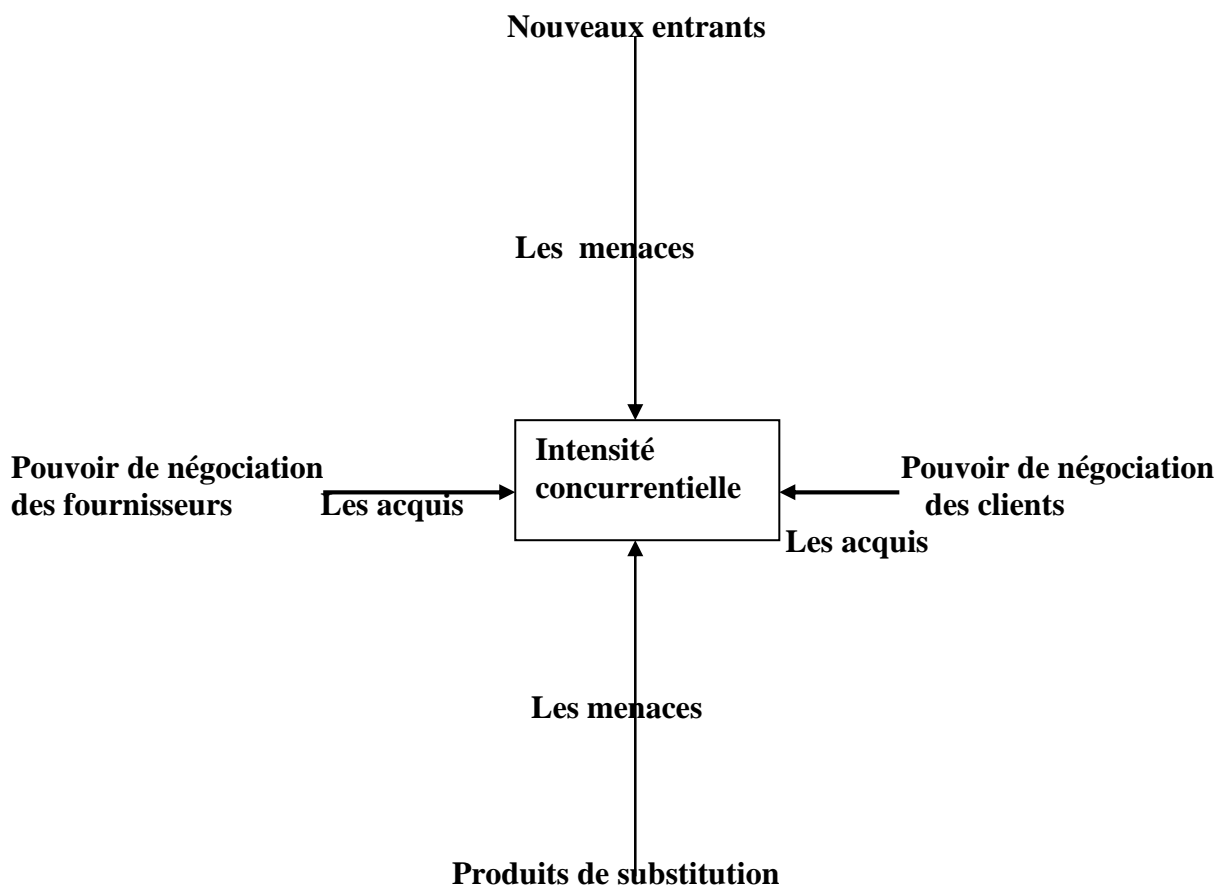 Nouveaux entrants
Les menaces
Intensité
concurrentielle
Pouvoir de négociation
des fournisseurs
Les acquis
Pouvoir de négociation
des clients
Les acquis
Les menaces
Produits de substitution